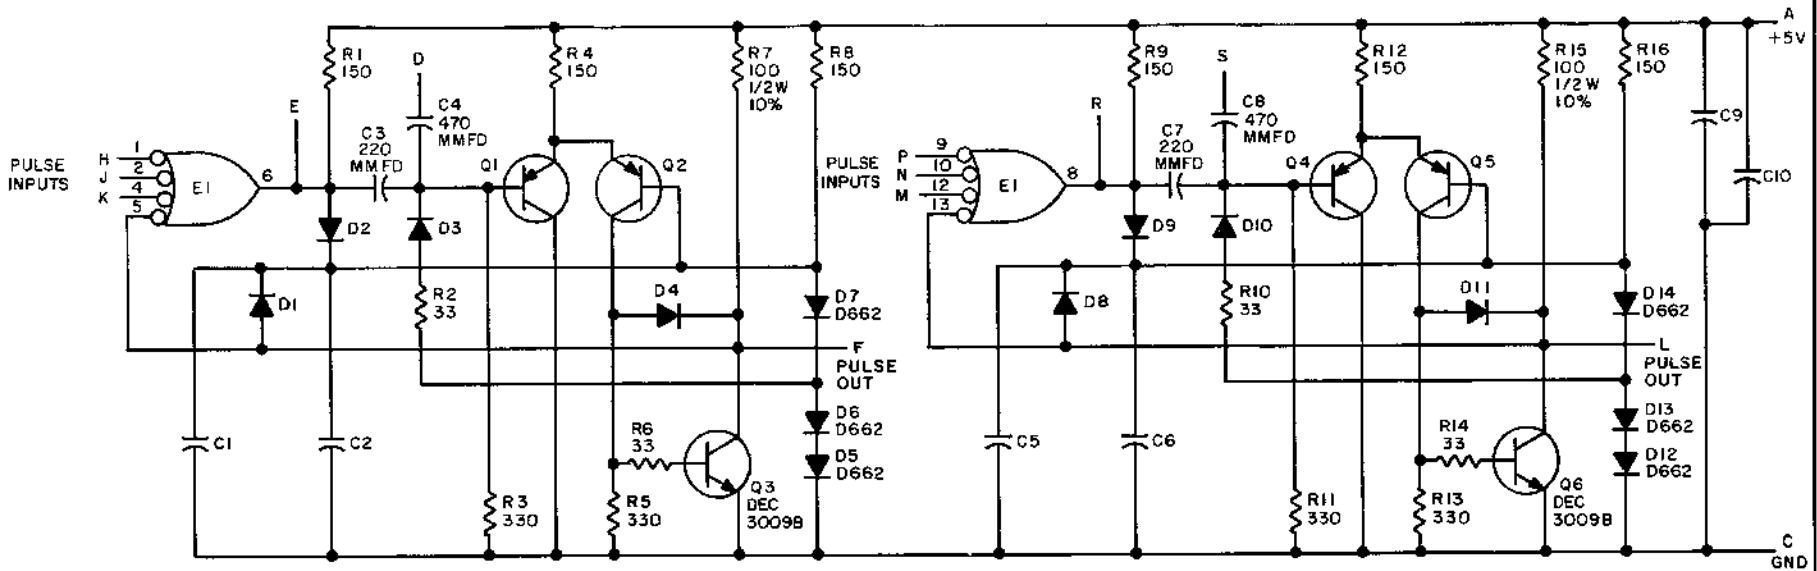 A
+5V
R1
150
D
R4
150
R7
100
1/2W
10%
R8
150
R9
150
S
R12
150
R15
100
1/2W
10%
R16
150
E
C4
470
MMFD
C3
220
MMFD
R
C8
470
MMFD
C7
220
MMFD
C9
C10
PULSE
INPUTS
H
J
K
1
2
4
5
E1
6
Q1
Q2
PULSE
INPUTS
P
N
M
9
10
12
13
E1
8
Q4
Q5
D2
D3
D9
D10
D1
R2
33
D4
D7
D662
D8
R10
33
D11
D14
D662
F
PULSE
OUT
L
PULSE
OUT
C1
C2
R6
33
D6
D662
D5
D662
C5
C6
R14
33
D13
D662
D12
D662
R3
330
R5
330
Q3
DEC
3009B
R11
330
R13
330
Q6
DEC
3009B
C
GND